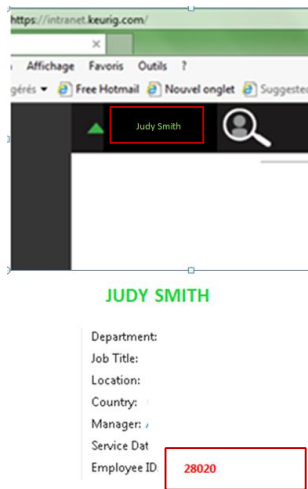 https://intranet.keurig.com/
Affichage Favoris Outils ?
gérés Free Hotmail Nouvel onglet Suggested
Judy Smith
JUDY SMITH
Department:
Job Title:
Location:
Country:
Manager:
Service Dat
Employee ID 28020